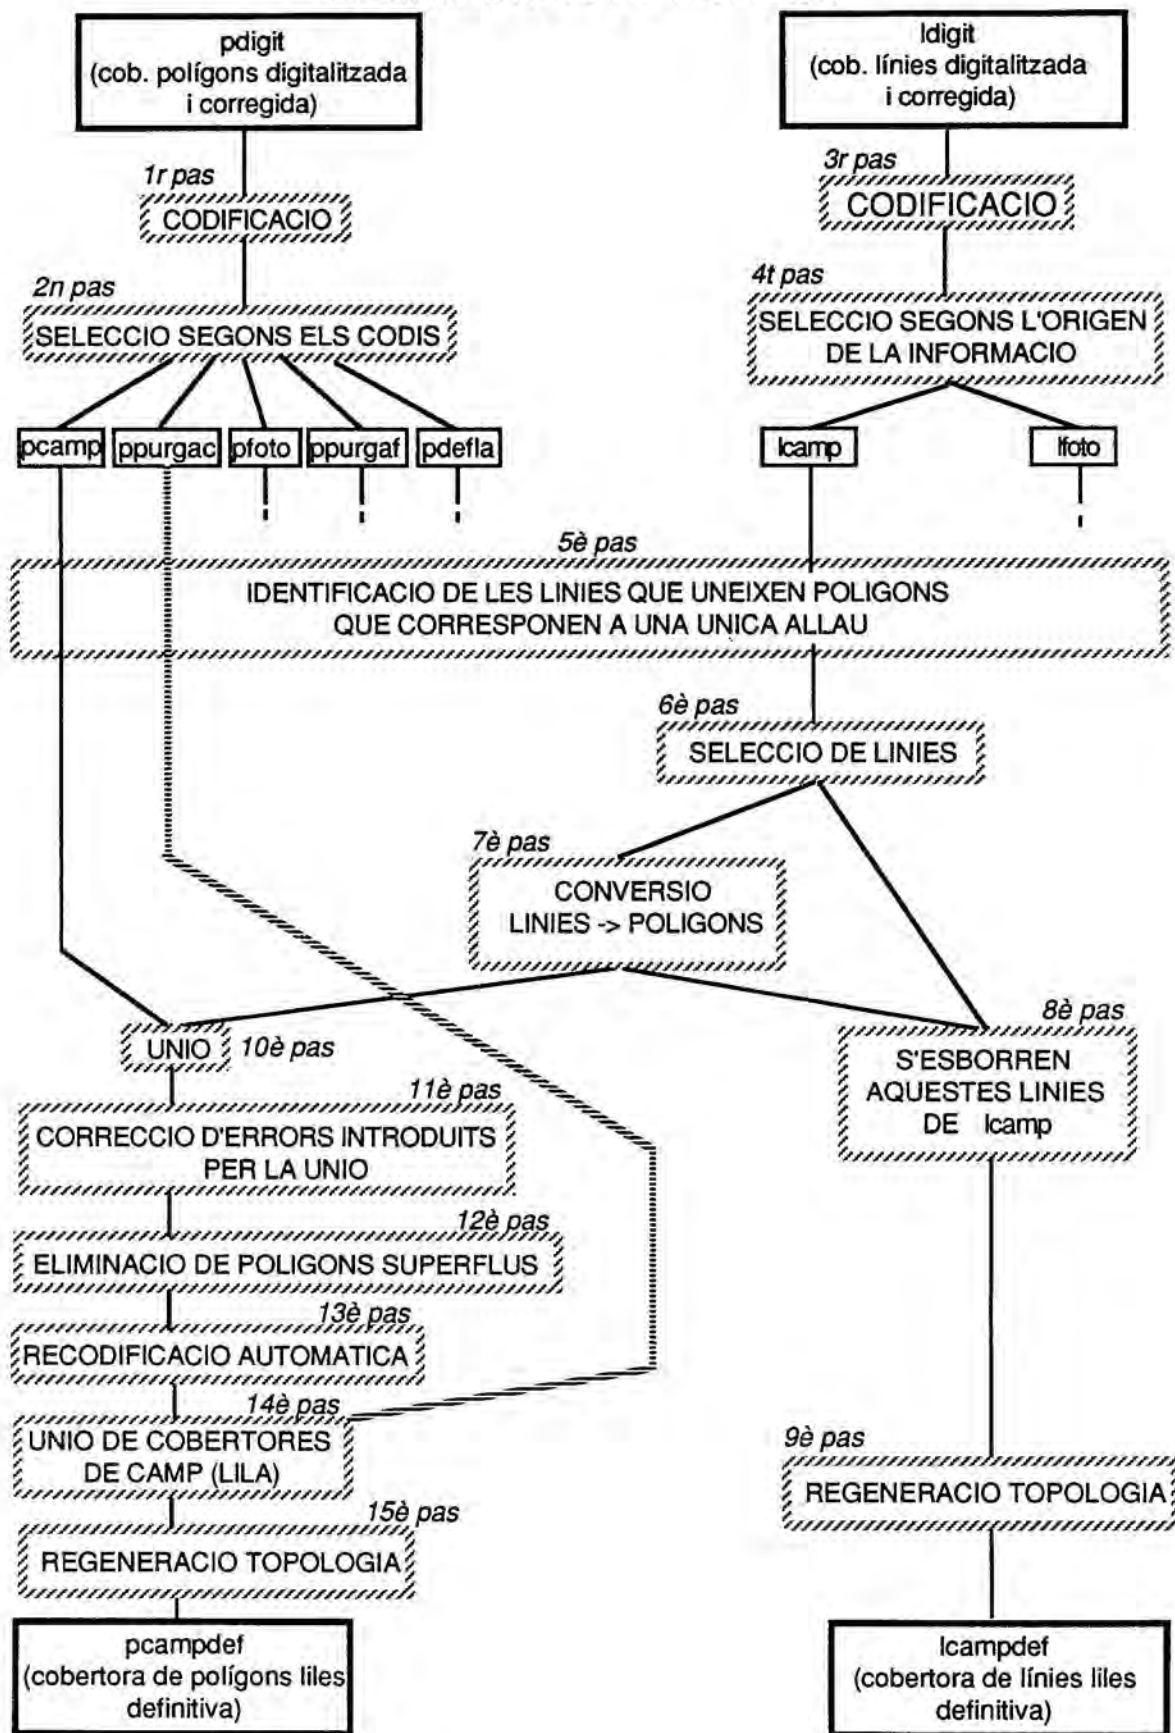 pdigit
(cob. polígons digitalitzada
i corregida)
ldigit
(cob. línies digitalitzada
i corregida)
1r pas
CODIFICACIO
3r pas
CODIFICACIO
2n pas
SELECCIO SEGONS ELS CODIS
4t pas
SELECCIO SEGONS L'ORIGEN
DE LA INFORMACIO
pcamp
ppurgac
pfoto
ppurgaf
pdefla
lcamp
lfoto
5è pas
IDENTIFICACIO DE LES LINIES QUE UNEIXEN POLIGONS
QUE CORRESPONEN A UNA UNICA ALLAU
6è pas
SELECCIO DE LINIES
7è pas
CONVERSIO
LINIES -> POLIGONS
8è pas
S'ESBORREN
AQUESTES LINIES
DE lcamp
UNIO
10è pas
11è pas
CORRECCIO D'ERRORS INTRODUITS
PER LA UNIO
12è pas
ELIMINACIO DE POLIGONS SUPERFLUS
13è pas
RECODIFICACIO AUTOMATICA
14è pas
UNIO DE COBERTORES
DE CAMP (LILA)
9è pas
REGENERACIO TOPOLOGIA
15è pas
REGENERACIO TOPOLOGIA
pcampdef
(cobertora de polígons liles
definitiva)
lcampdef
(cobertora de línies liles
definitiva)